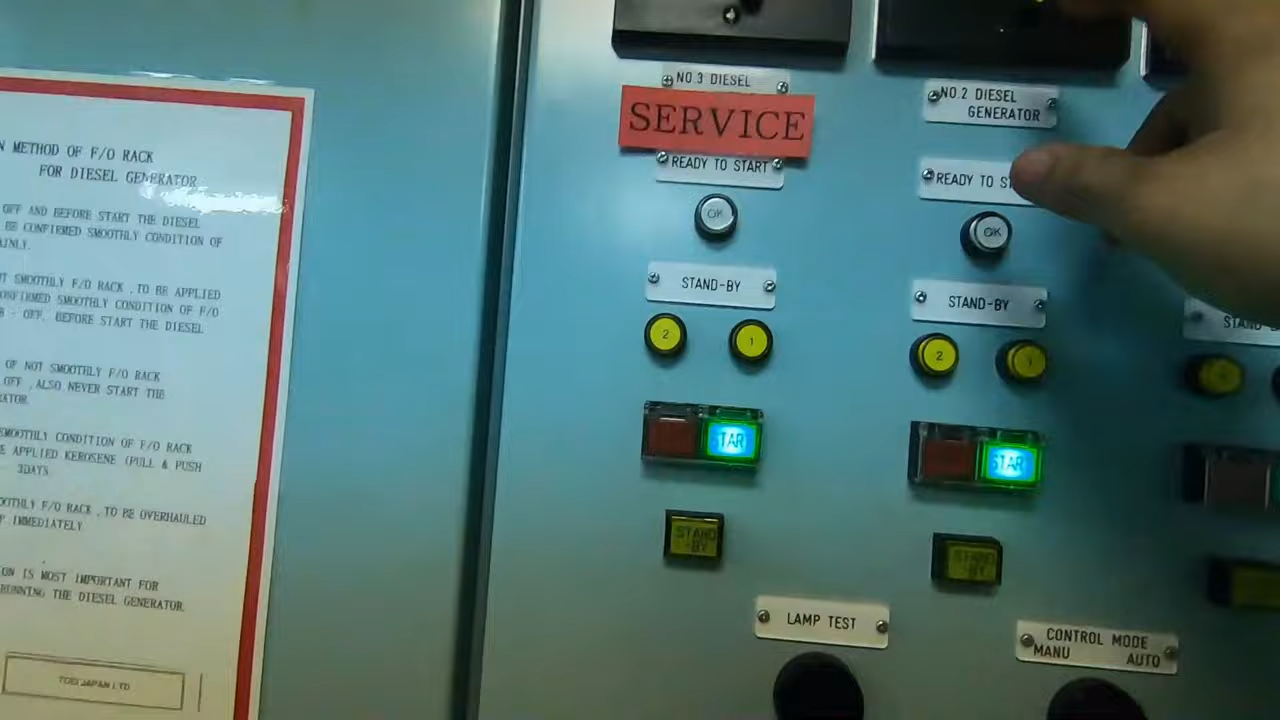 N METHOD OF F/O RACK
FOR DIESEL GENERATOR
OFF AND BEFORE START THE DIESEL
BE CONFIRMED SMOOTHLY CONDITION OF
AINLY.
T SMOOTHLY F/O RACK , TO BE APPLIED
ONFIRMED SMOOTHLY CONDITION OF F/O
- OFF. BEFORE START THE DIESEL
OF NOT SMOOTHLY F/O RACK
OFF , ALSO NEVER START THE
ATOR.
SMOOTHLY CONDITION OF F/O RACK
E APPLIED KEROSENE (PULL & PUSH
3DAYS
OOTHLY F/O RACK , TO BE OVERHAULED
IMMEDIATELY
ON IS MOST IMPORTANT FOR
RUNNING THE DIESEL GENERATOR.
JAPAN LTD
NO.3 DIESEL
SERVICE
READY TO START
OK
STAND-BY
2 1
STAR
STAND
-BY
NO.2 DIESEL
GENERATOR
READY TO S
OK
STAND-BY
2 1
STAR
STAND
BY
STAND
LAMP TEST
CONTROL MODE
MANU AUTO